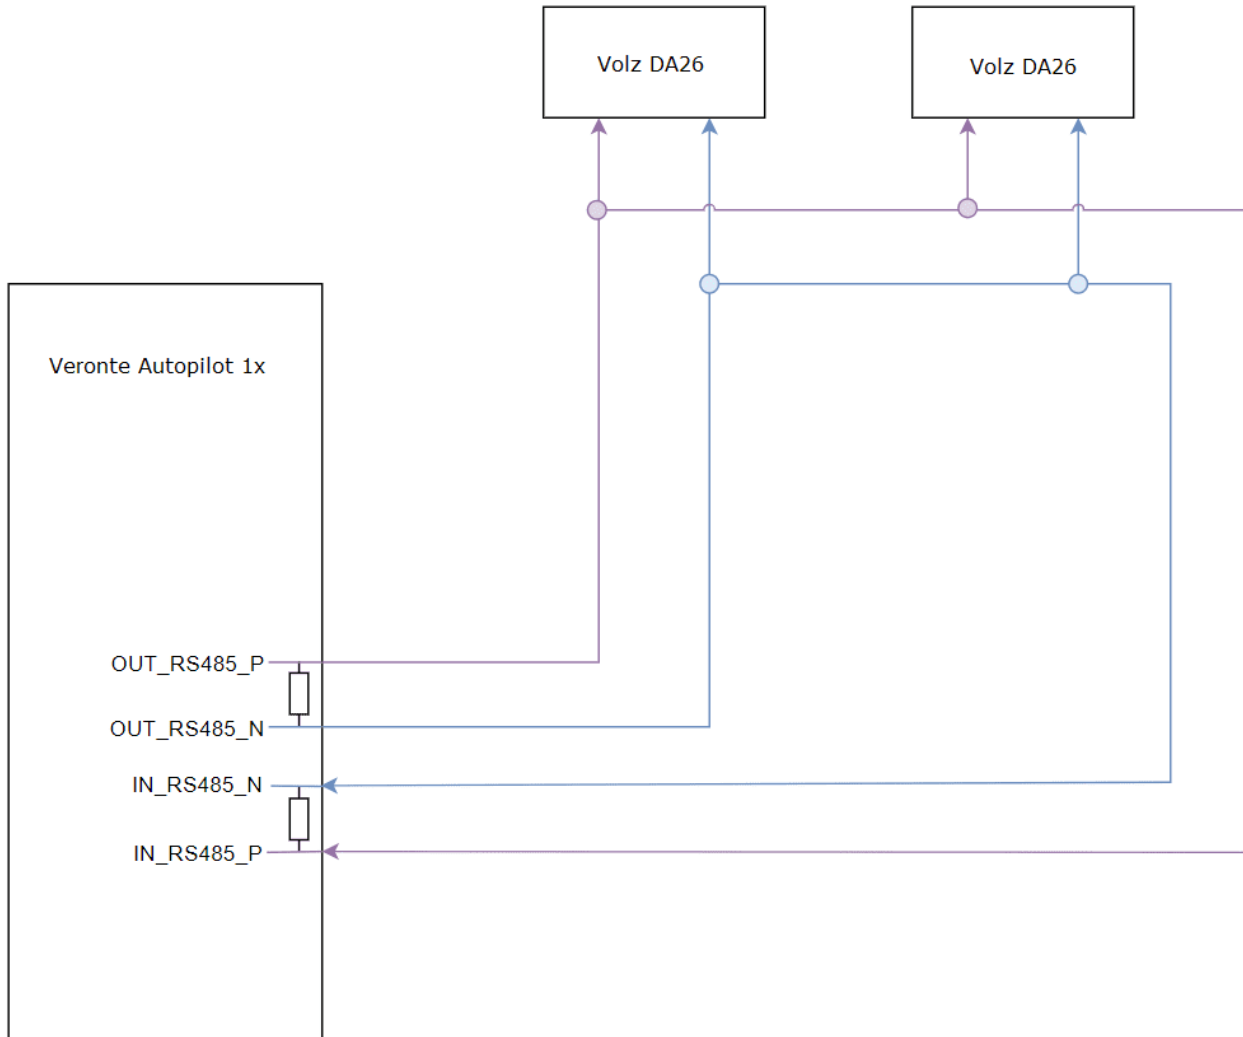 Volz DA26
Volz DA26
Veronte Autopilot 1x
OUT_RS485_P
OUT_RS485_N
IN_RS485_N
IN_RS485_P